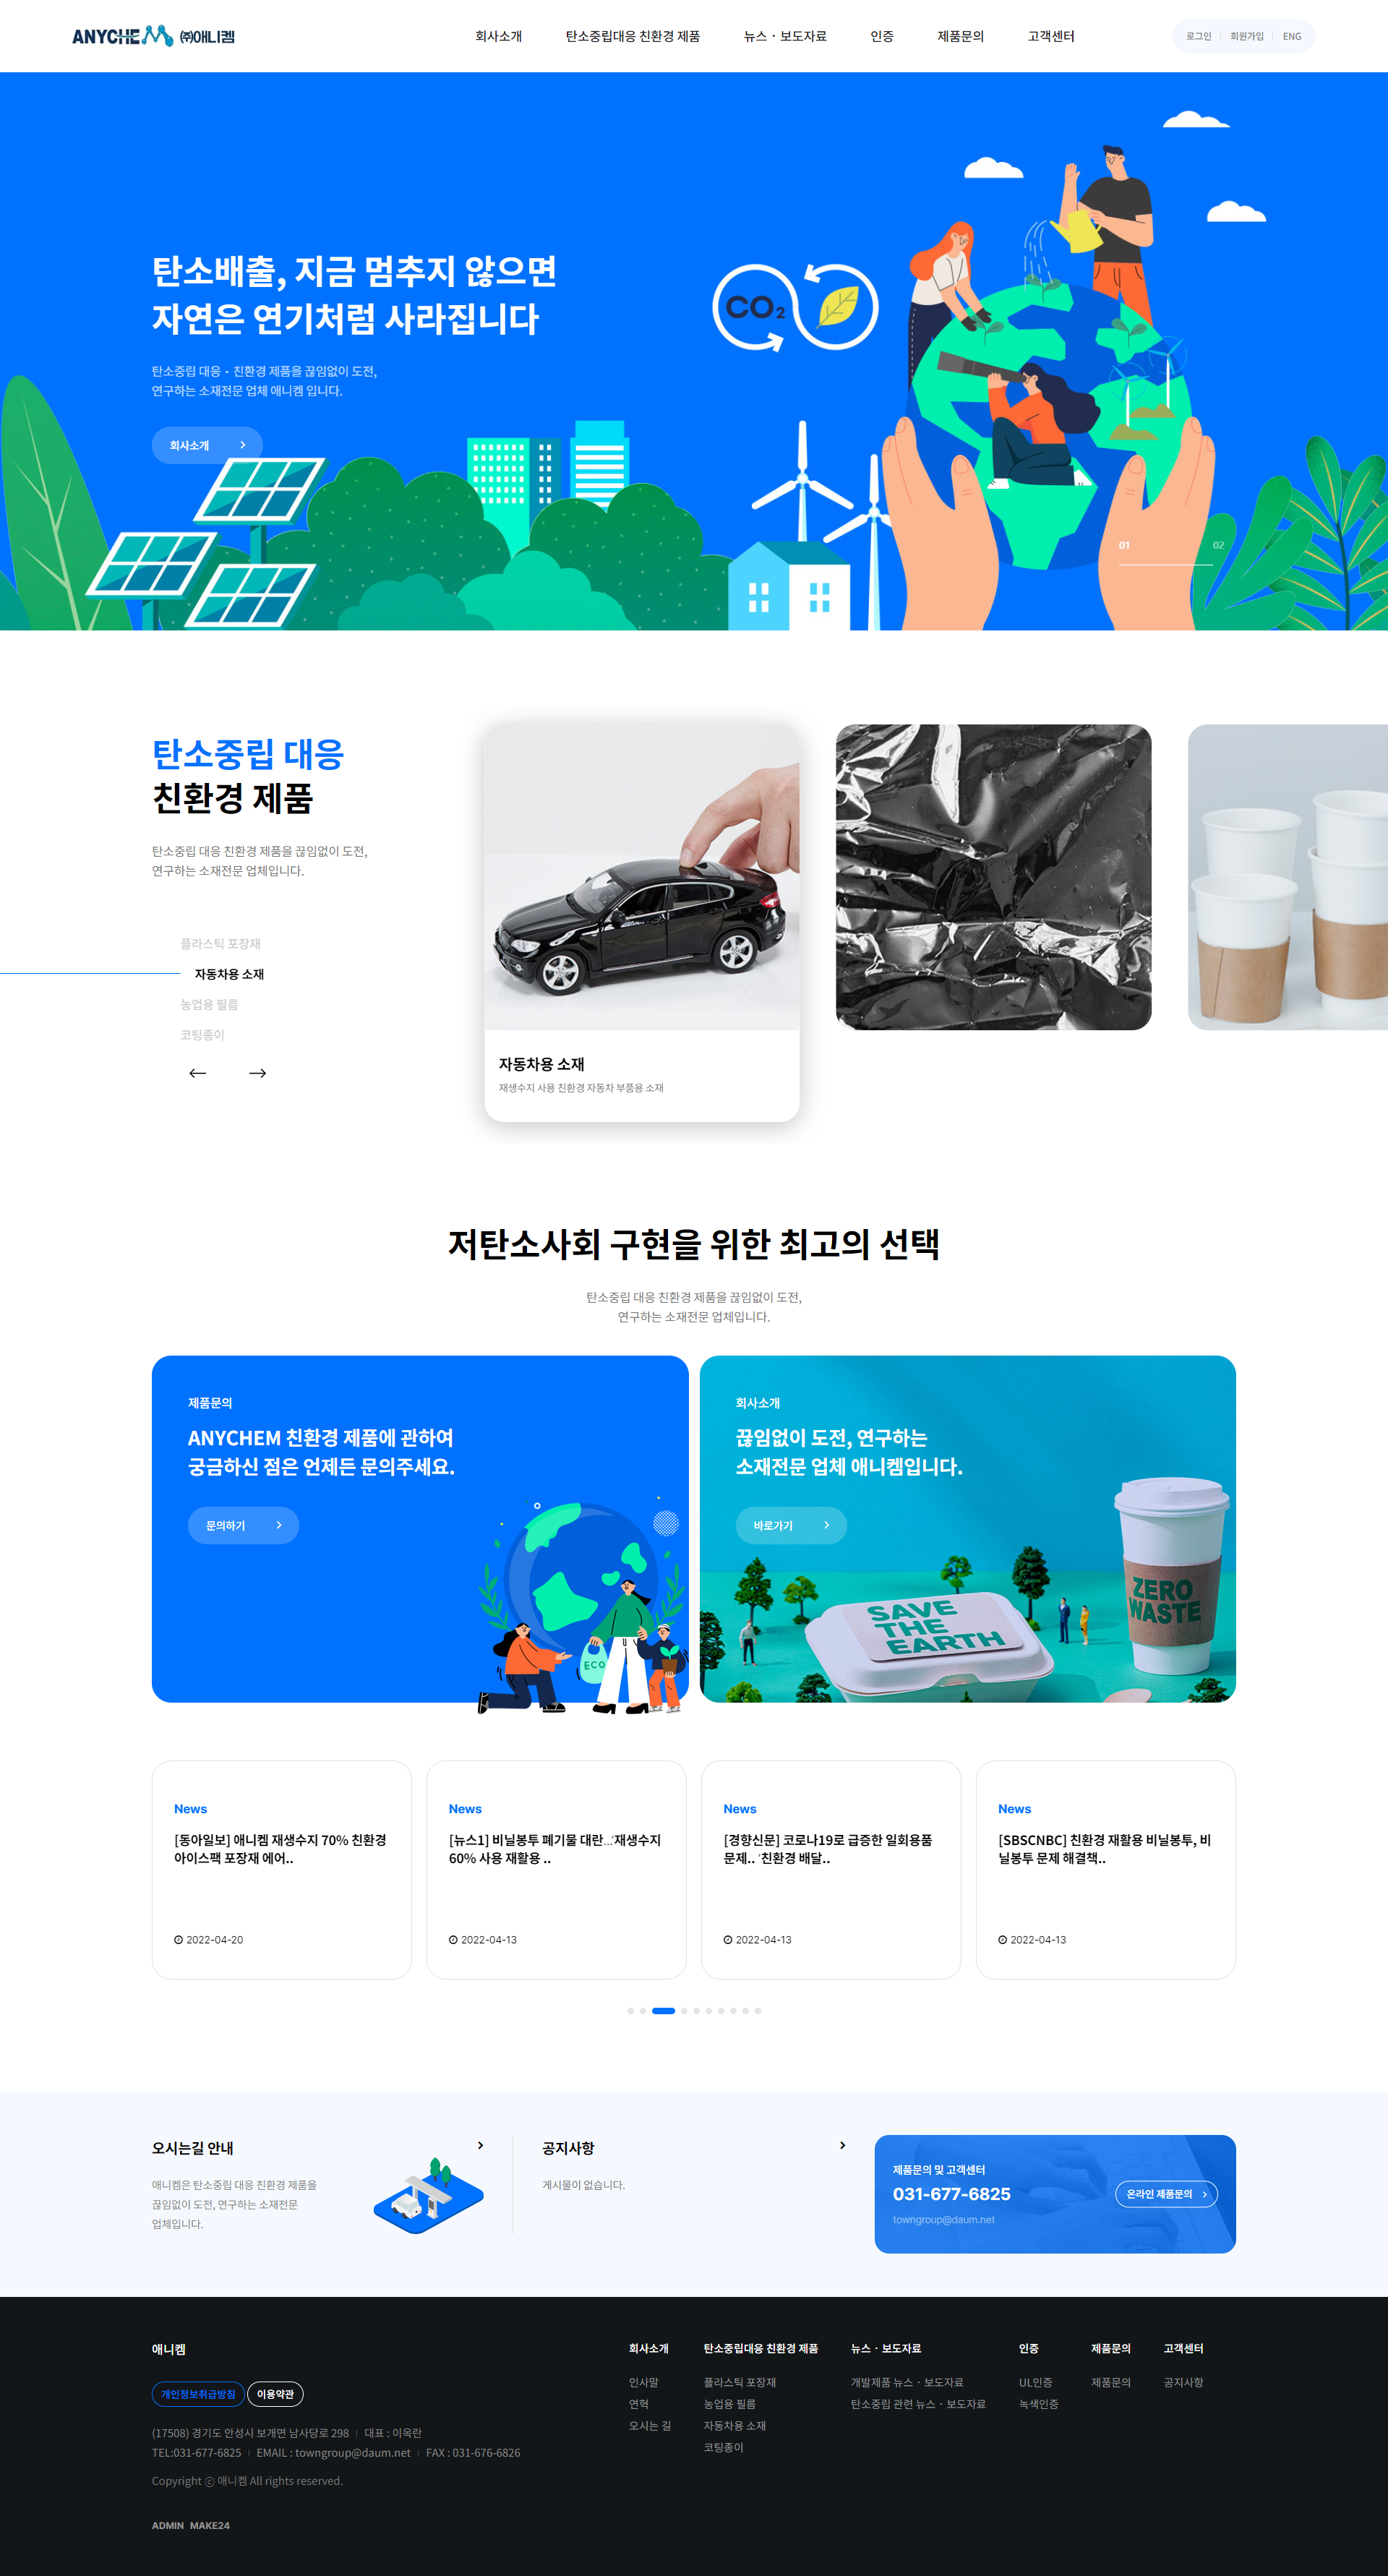 ANYCHEM ㈜애니켐
회사소개 탄소중립대응 친환경 제품 뉴스・보도자료 인증 제품문의 고객센터
로그인 회원가입 ENG
탄소배출, 지금 멈추지 않으면
자연은 연기처럼 사라집니다
CO2
탄소중립 대응・친환경 제품을 끊임없이 도전,
연구하는 소재전문 업체 애니켐 입니다.
회사소개
01 02
탄소중립 대응
친환경 제품
탄소중립 대응 친환경 제품을 끊임없이 도전,
연구하는 소재전문 업체입니다.
플라스틱 포장재
자동차용 소재
농업용 필름
코팅종이
자동차용 소재
재생수지 사용 친환경 자동차 부품용 소재
저탄소사회 구현을 위한 최고의 선택
탄소중립 대응 친환경 제품을 끊임없이 도전,
연구하는 소재전문 업체입니다.
제품문의
ANYCHEM 친환경 제품에 관하여
궁금하신 점은 언제든 문의주세요.
문의하기
ECO
회사소개
끊임없이 도전, 연구하는
소재전문 업체 애니켐입니다.
바로가기
SAVE
THE
EARTH
ZERO
WASTE
News
[동아일보] 애니켐 재생수지 70% 친환경
아이스팩 포장재 에어..
2022-04-20
News
[뉴스1] 비닐봉투 폐기물 대란…'재생수지
60% 사용 재활용 ..
2022-04-13
News
[경향신문] 코로나19로 급증한 일회용품
문제.. '친환경 배달..
2022-04-13
News
[SBSCNBC] 친환경 재활용 비닐봉투, 비
닐봉투 문제 해결책..
2022-04-13
오시는길 안내
애니켐은 탄소중립 대응 친환경 제품을
끊임없이 도전, 연구하는 소재전문
업체입니다.
공지사항
게시물이 없습니다.
제품문의 및 고객센터
031-677-6825
towngroup@daum.net
온라인 제품문의
애니켐
개인정보취급방침 이용약관
(17508) 경기도 안성시 보개면 남사당로 298 | 대표 : 이옥란
TEL:031-677-6825 | EMAIL : towngroup@daum.net | FAX : 031-676-6826
Copyright ⓒ 애니켐 All rights reserved.
ADMIN MAKE24
회사소개
인사말
연혁
오시는 길
탄소중립대응 친환경 제품
플라스틱 포장재
농업용 필름
자동차용 소재
코팅종이
뉴스・보도자료
개발제품 뉴스・보도자료
탄소중립 관련 뉴스・보도자료
인증
UL인증
녹색인증
제품문의
제품문의
고객센터
공지사항